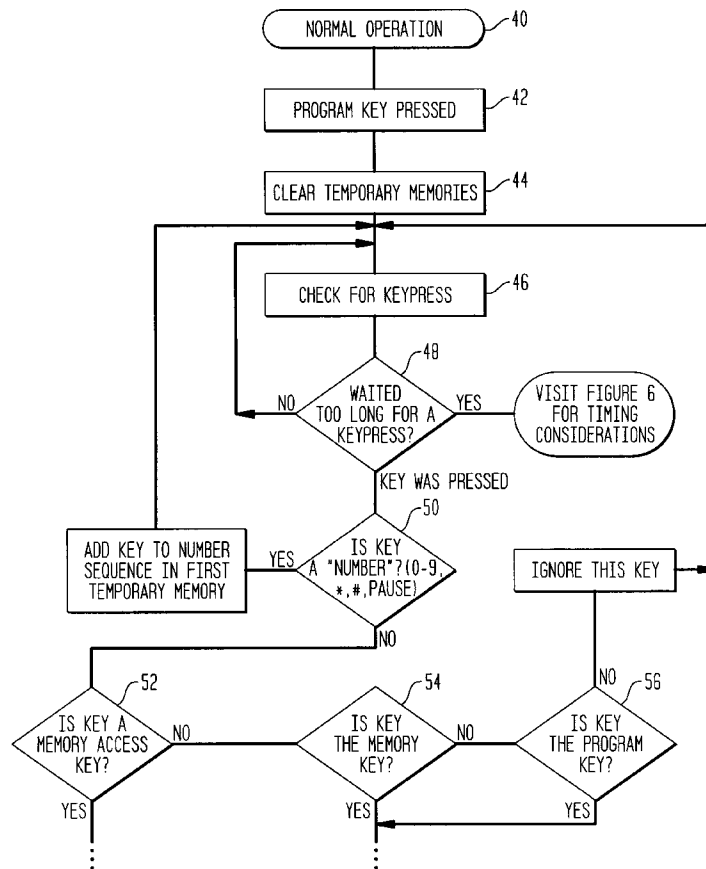 NORMAL OPERATION
40
PROGRAM KEY PRESSED
42
CLEAR TEMPORARY MEMORIES
44
CHECK FOR KEYPRESS
46
48
WAITED
TOO LONG FOR A
KEYPRESS?
NO
YES
VISIT FIGURE 6
FOR TIMING
CONSIDERATIONS
KEY WAS PRESSED
50
IS KEY
A "NUMBER"?(0-9,
*,#,PAUSE)
YES
ADD KEY TO NUMBER
SEQUENCE IN FIRST
TEMPORARY MEMORY
NO
IGNORE THIS KEY
52
IS KEY A
MEMORY ACCESS
KEY?
NO
YES
54
IS KEY
THE MEMORY
KEY?
NO
YES
56
NO
IS KEY
THE PROGRAM
KEY?
YES